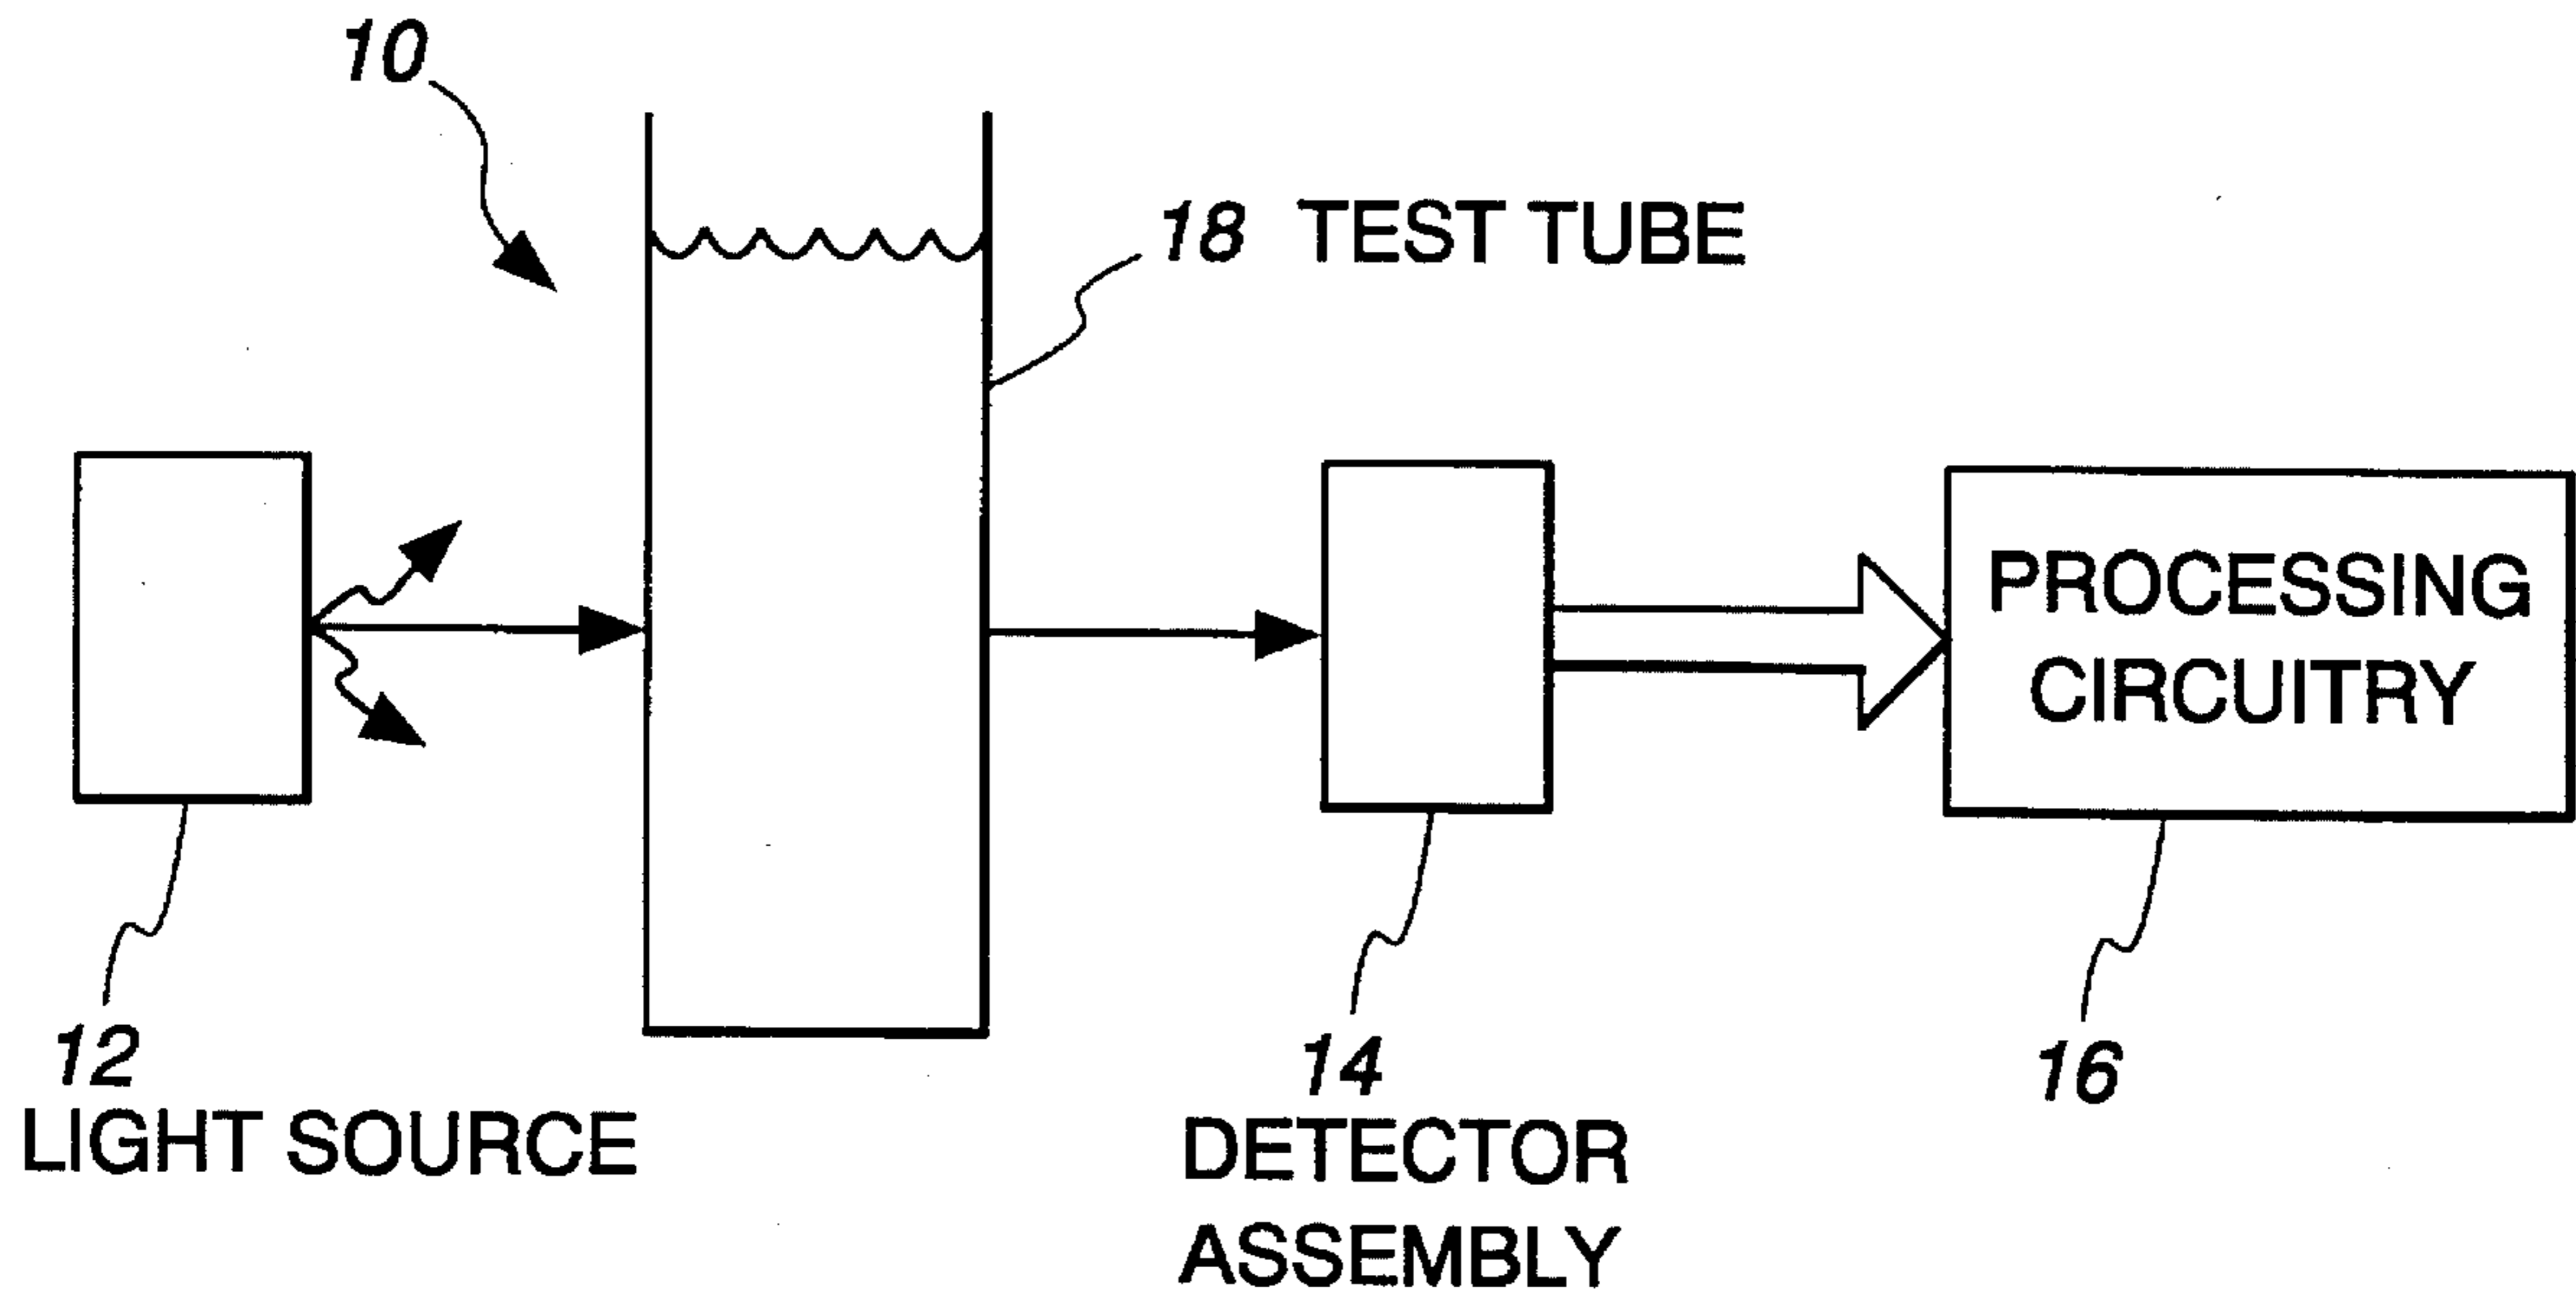 10
18 TEST TUBE
PROCESSING
CIRCUITRY
12
LIGHT SOURCE
14
DETECTOR
ASSEMBLY
16